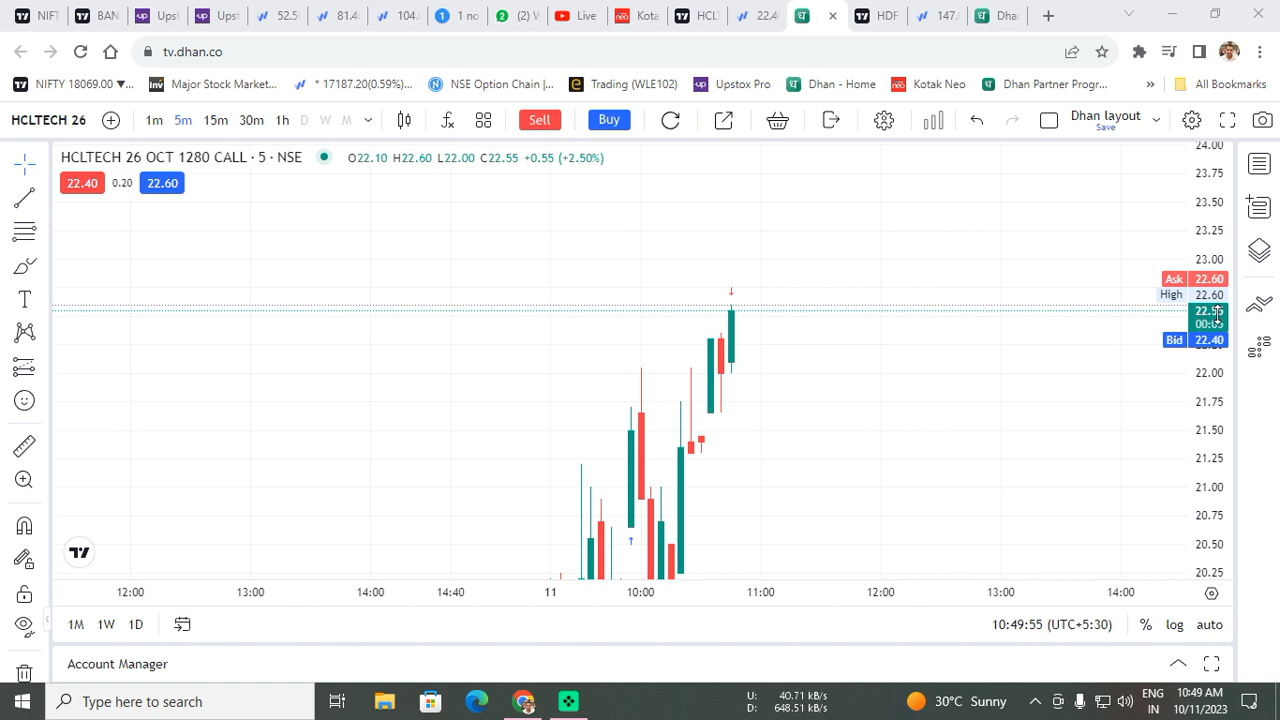 NIFT
BAN
Upst
Upst
52.5
81.
104.
1 no
(2) \
Live
Kota
HCL
22.4
HDF
147.
Dha
tv.dhan.co
NIFTY 18069.00 ▼...
Major Stock Market...
* 17187.20(0.59%)...
NSE Option Chain |...
Trading (WLE102)
Upstox Pro
Dhan - Home
Kotak Neo
Dhan Partner Progr...
» All Bookmarks
HCLTECH 26
1m 5m 15m 30m 1h D W M
Sell
Buy
Dhan layout
Save
HCLTECH 26 OCT 1280 CALL · 5 · NSE
O22.10 H22.60 L22.00 C22.55 +0.55 (+2.50%)
22.40 0.20 22.60
24.00
23.75
23.50
23.25
23.00
Ask 22.60
High 22.60
Bid 22.40
22.00
21.75
21.50
21.25
21.00
20.75
20.50
20.25
12:00 13:00 14:00 14:40 11 10:00 11:00 12:00 13:00 14:00
1M 1W 1D
10:49:55 (UTC+5:30) % log auto
Account Manager
Type here to search
U: 40.71 kB/s
D: 648.51 kB/s
30°C Sunny
ENG
IN
10:49 AM
10/11/2023